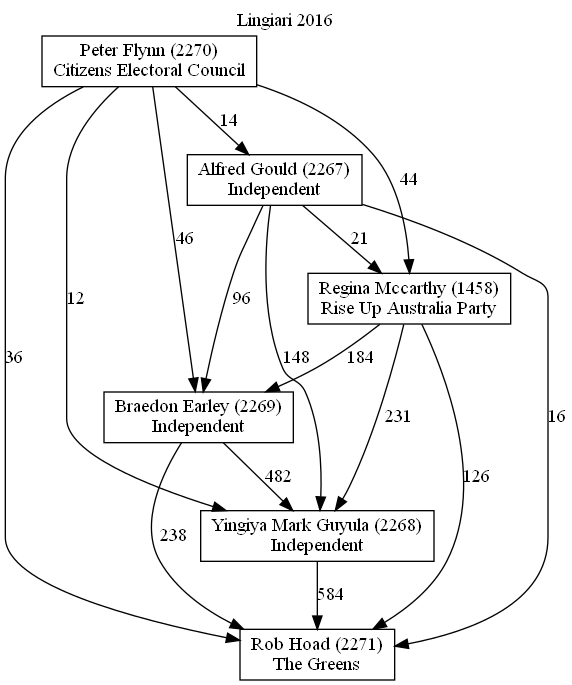 Lingiari 2016
Peter Flynn (2270)
Citizens Electoral Council
14
Alfred Gould (2267)
Independent
44
46
21
12
96
Regina Mccarthy (1458)
Rise Up Australia Party
36
148
184
16
Braedon Earley (2269)
Independent
231
482
126
Yingiya Mark Guyula (2268)
Independent
238
584
Rob Hoad (2271)
The Greens